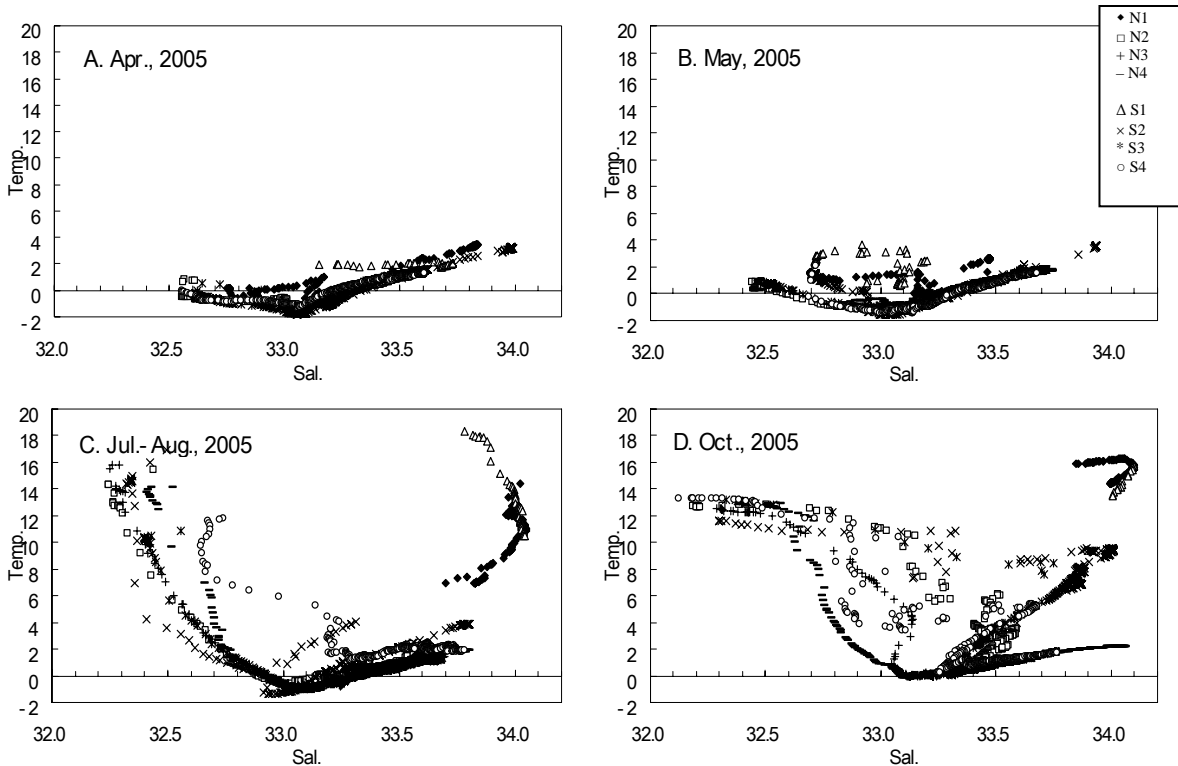 A. Apr., 2005
20
18
16
14
12
10
8
6
4
2
0
- 2
Temp.
32.0 32.5 33.0 33.5 34.0
Sal.
B. May, 2005
20
18
16
14
12
10
8
6
4
2
0
- 2
Temp.
32.0 32.5 33.0 33.5 34.0
Sal.
N1
N2
N3
N4
S1
S2
S3
S4
C. Jul.- Aug., 2005
20
18
16
14
12
10
8
6
4
2
0
- 2
Temp.
32.0 32.5 33.0 33.5 34.0
Sal.
D. Oct., 2005
20
18
16
14
12
10
8
6
4
2
0
- 2
Temp.
32.0 32.5 33.0 33.5 34.0
Sal.